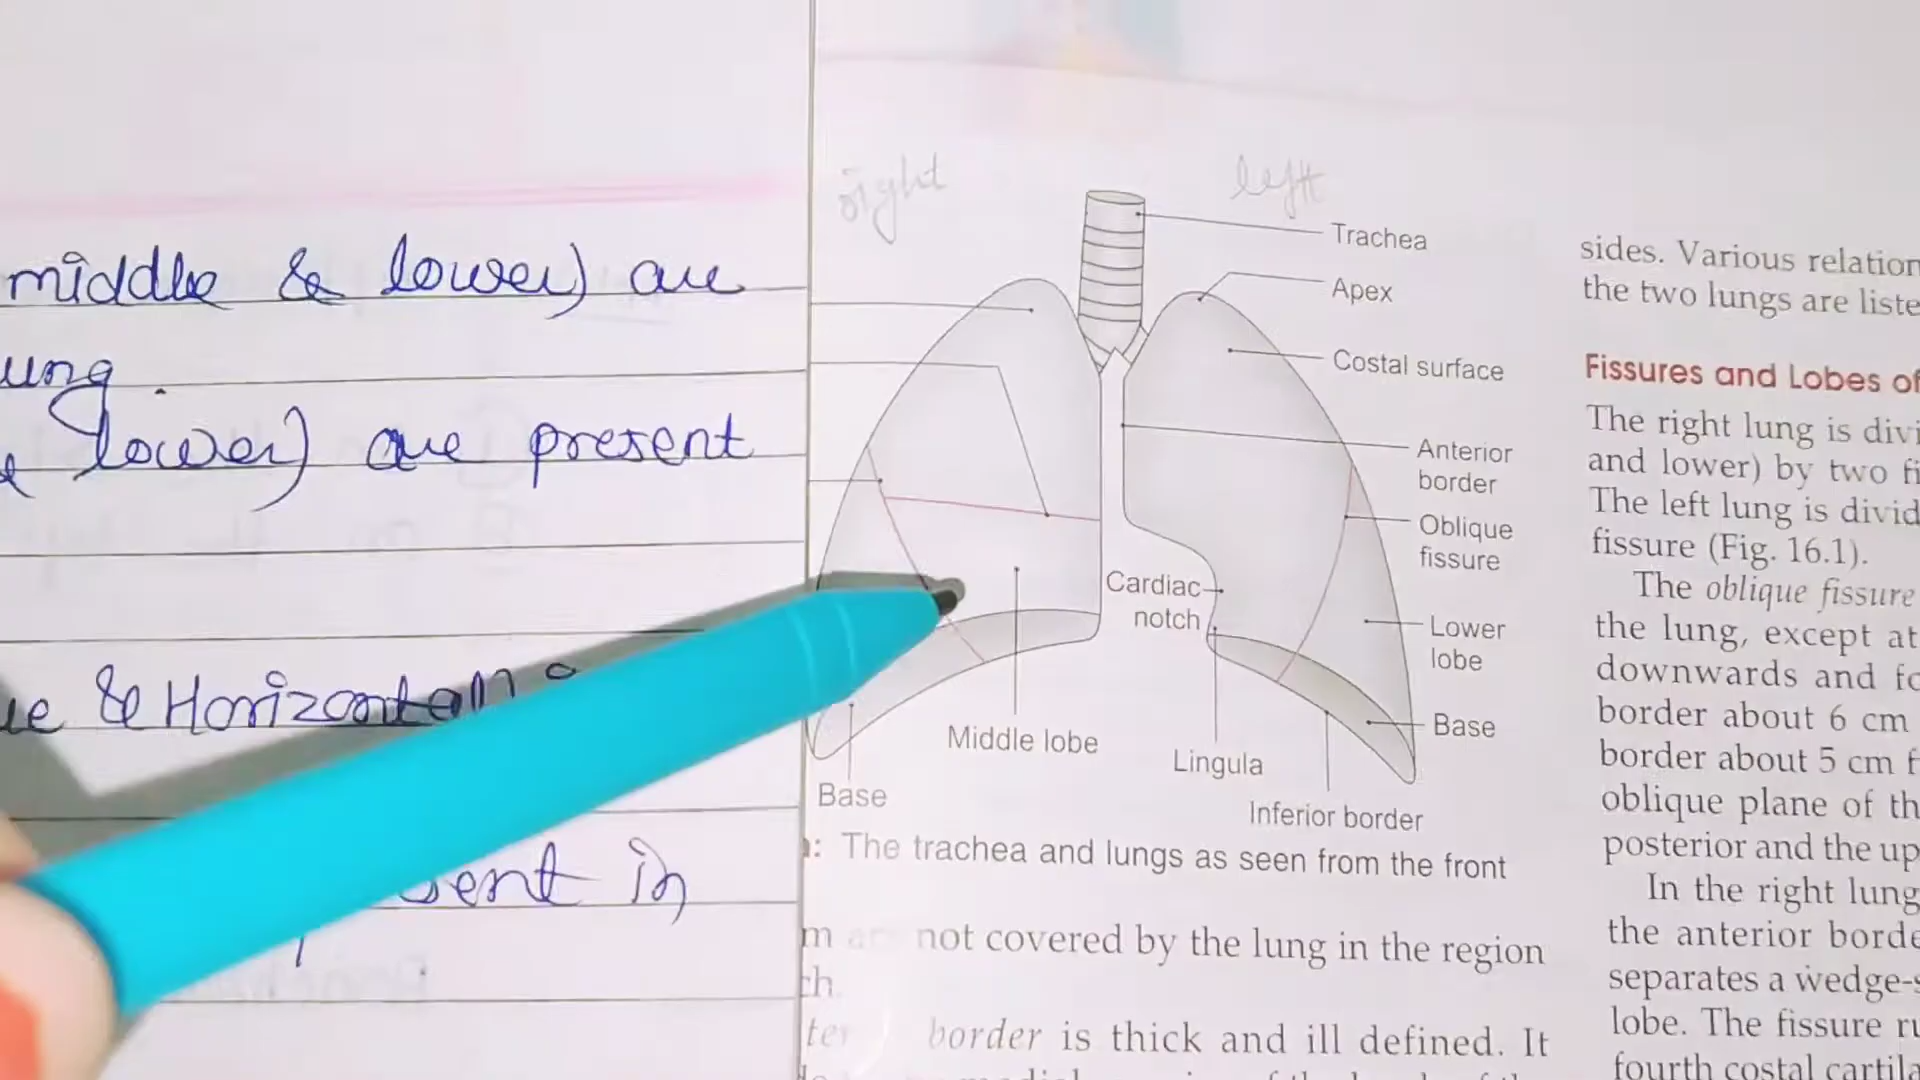 middle & lower) are
ung.
lower) are present
ue & Horizontal
sent in
right
left
Trachea
Apex
Costal surface
Anterior
border
Oblique
fissure
Cardiac
notch
Lower
lobe
Base
Middle lobe
Lingula
Base
Inferior border
: The trachea and lungs as seen from the front
m are not covered by the lung in the region
ch.
border is thick and ill defined. It
sides. Various relation
the two lungs are liste
Fissures and Lobes of
The right lung is divi
and lower) by two fi
The left lung is divid
fissure (Fig. 16.1).
The oblique fissure
the lung, except at
downwards and fo
border about 6 cm
border about 5 cm f
oblique plane of th
posterior and the up
In the right lung
the anterior borde
separates a wedge-s
lobe. The fissure ru
fourth costal cartila